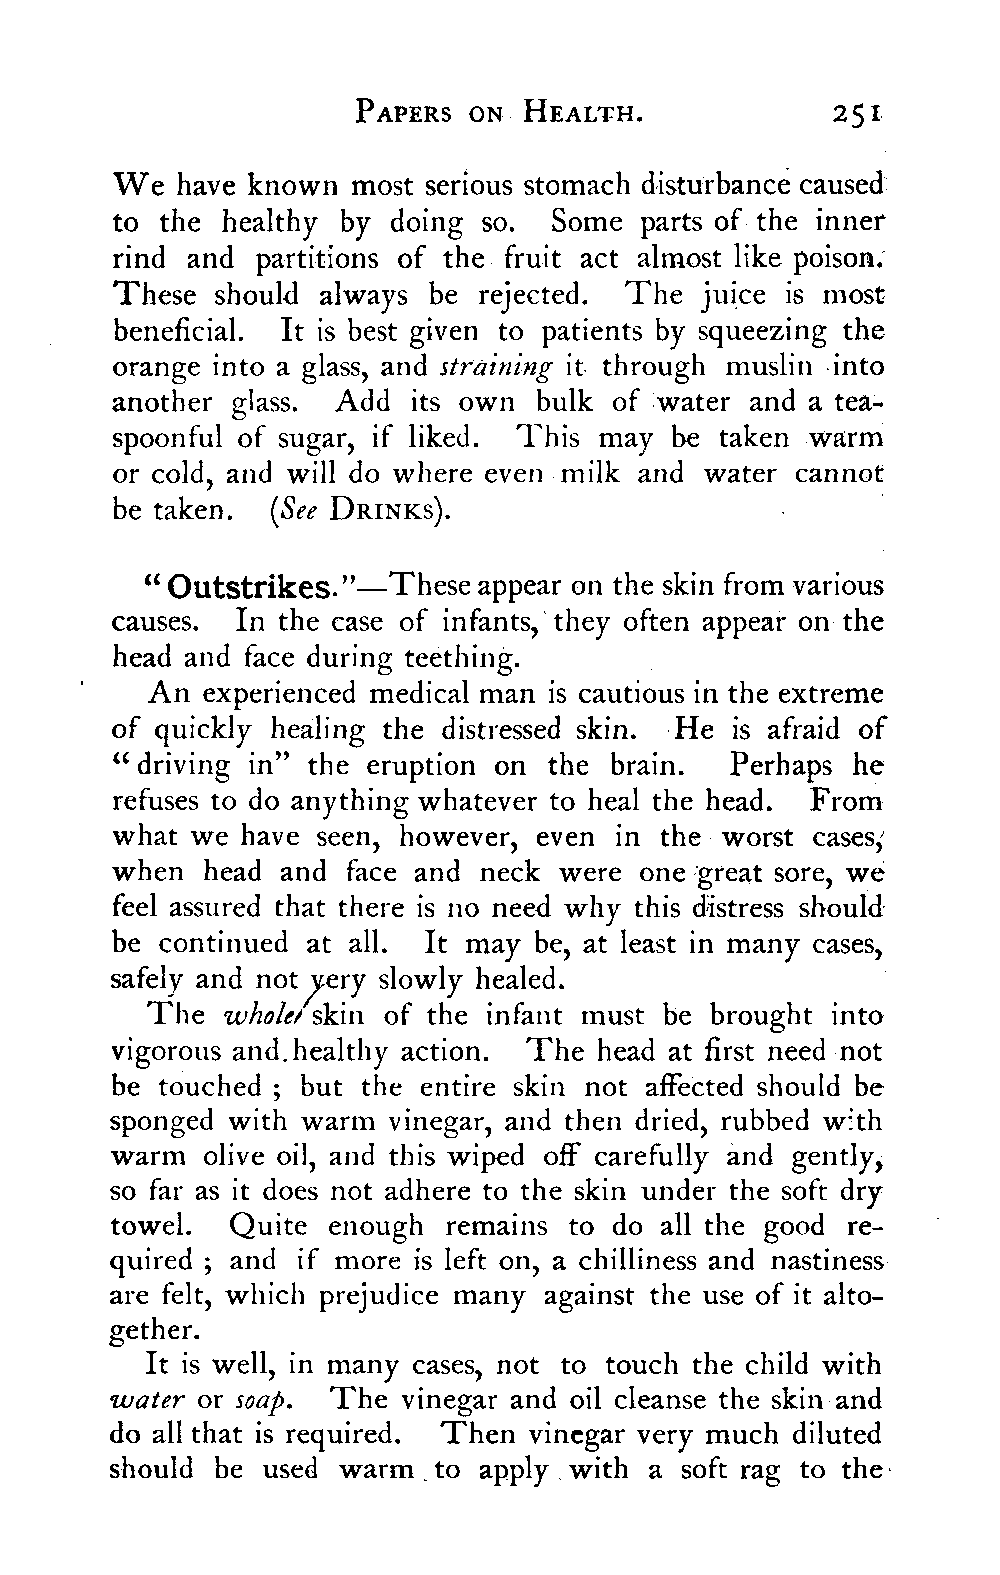 PAPERS ON HEALTH. 251
We have known most serious stomach disturbance caused
to the healthy by doing so. Some parts of the inner
rind and partitions of the fruit act almost like poison.
These should always be rejected. The juice is most
beneficial. It is best given to patients by squeezing the
orange into a glass, and straining it through muslin into
another glass. Add its own bulk of water and a tea-
spoonful of sugar, if liked. This may be taken warm
or cold, and will do where even milk and water cannot
be taken. (See DRINKS).
"Outstrikes."—These appear on the skin from various
causes. In the case of infants, they often appear on the
head and face during teething.
An experienced medical man is cautious in the extreme
of quickly healing the distressed skin. He is afraid of
"driving in" the eruption on the brain. Perhaps he
refuses to do anything whatever to heal the head. From
what we have seen, however, even in the worst cases,
when head and face and neck were one great sore, we
feel assured that there is no need why this distress should
be continued at all. It may be, at least in many cases,
safely and not very slowly healed.
The whole skin of the infant must be brought into
vigorous and healthy action. The head at first need not
be touched ; but the entire skin not affected should be
sponged with warm vinegar, and then dried, rubbed with
warm olive oil, and this wiped off carefully and gently,
so far as it does not adhere to the skin under the soft dry
towel. Quite enough remains to do all the good re-
quired ; and if more is left on, a chilliness and nastiness
are felt, which prejudice many against the use of it alto-
gether.
It is well, in many cases, not to touch the child with
water or soap. The vinegar and oil cleanse the skin and
do all that is required. Then vinegar very much diluted
should be used warm to apply with a soft rag to the